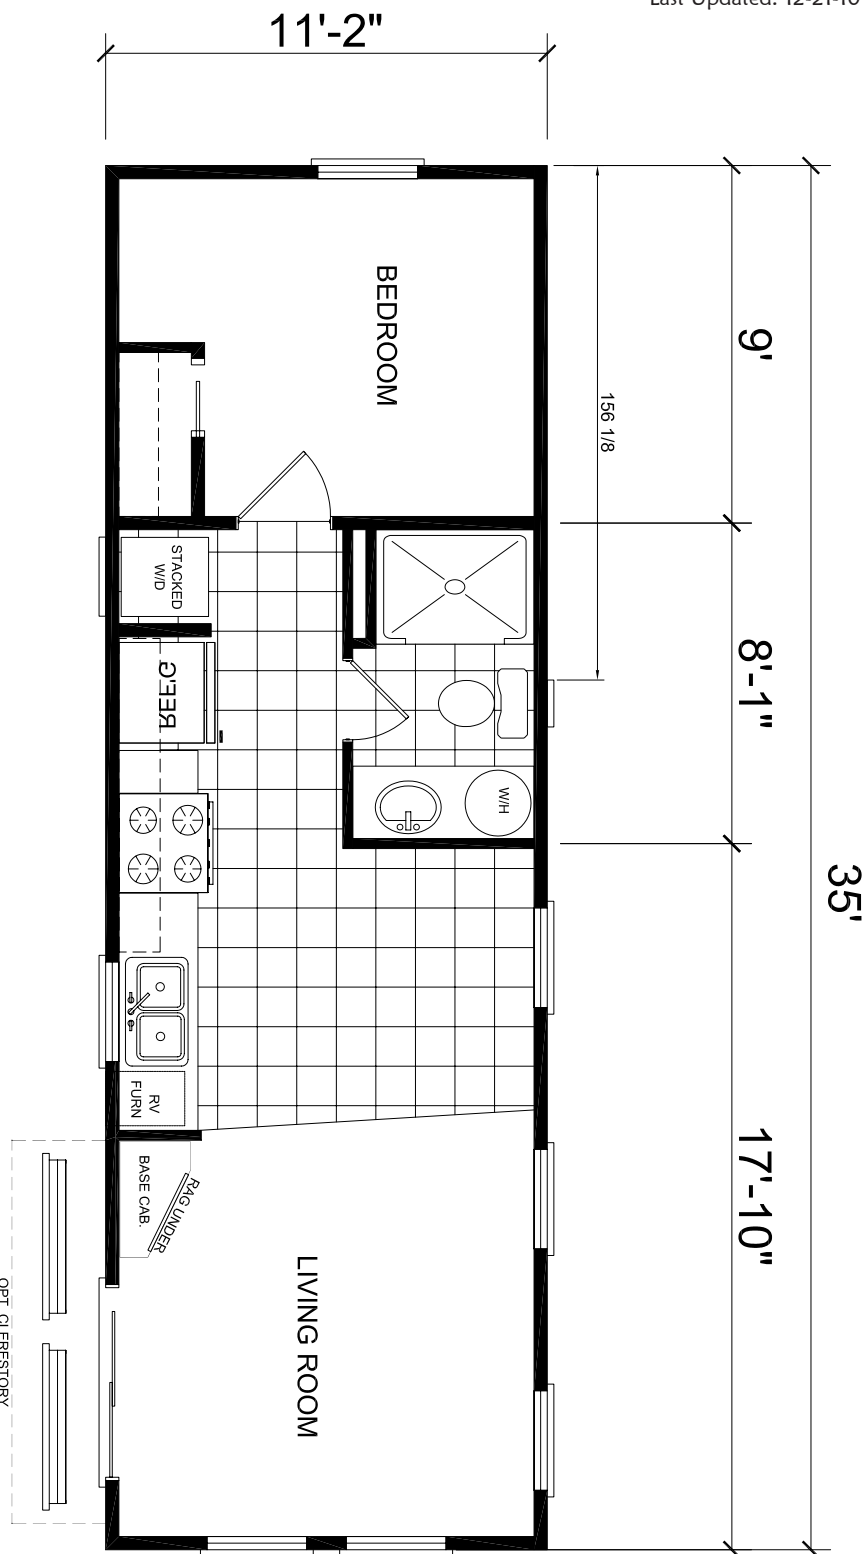 Last Updated: 12-21-10
11'-2"
BEDROOM
9'
156 1/8
STACKED
W/D
REF'G
8'-1"
W/H
35'
RV
FURN
BASE CAB.
RAG UNDER
17'-10"
LIVING ROOM
OPT. CLERESTORY